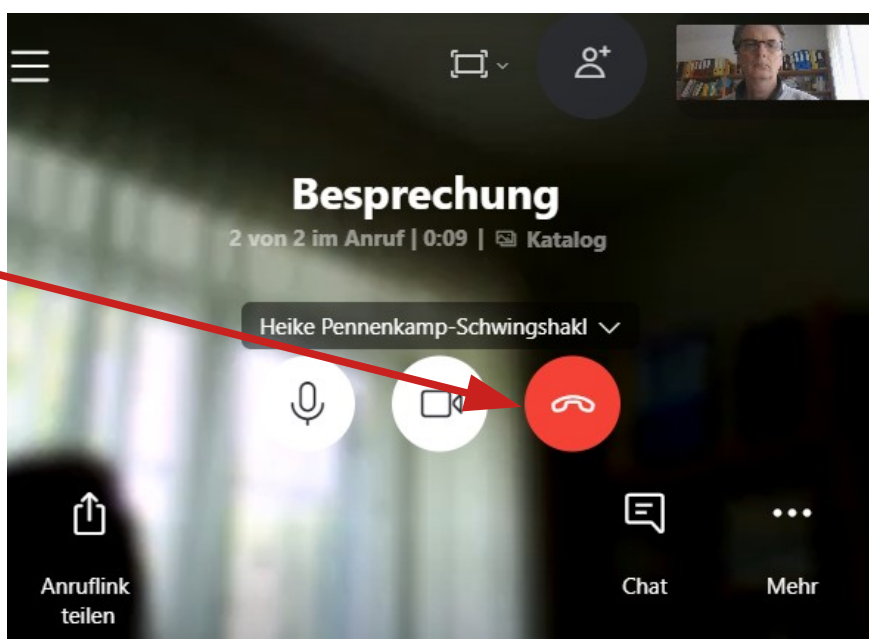 Besprechung
2 von 2 im Anruf | 0:09 | Katalog
Heike Pennenkamp-Schwingshakl
Anruflink
teilen
Chat
Mehr